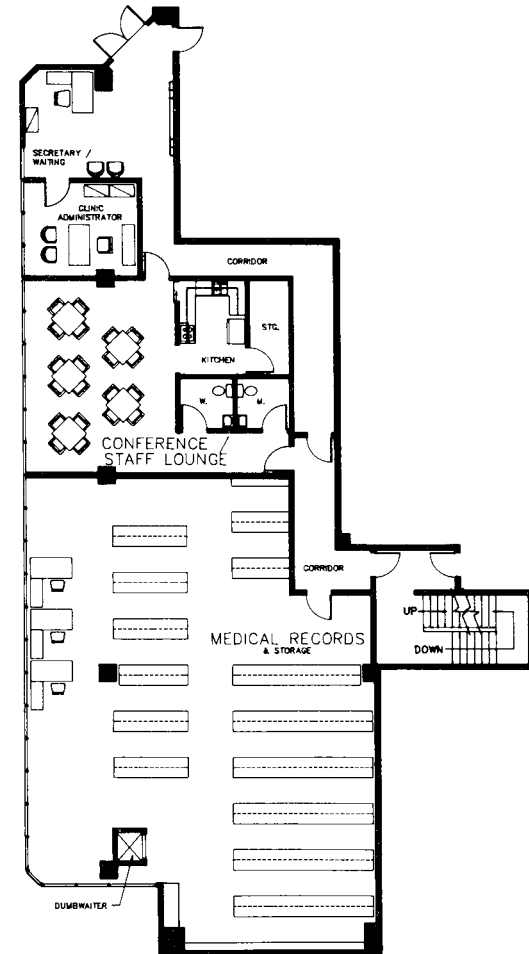 SECRETARY /
WAITING
CLINIC
ADMINISTRATOR
CORRIDOR
STG.
KITCHEN
W.
M.
CONFERENCE
STAFF LOUNGE
CORRIDOR
UP
DOWN
MEDICAL RECORDS
& STORAGE
DUMBWAITER